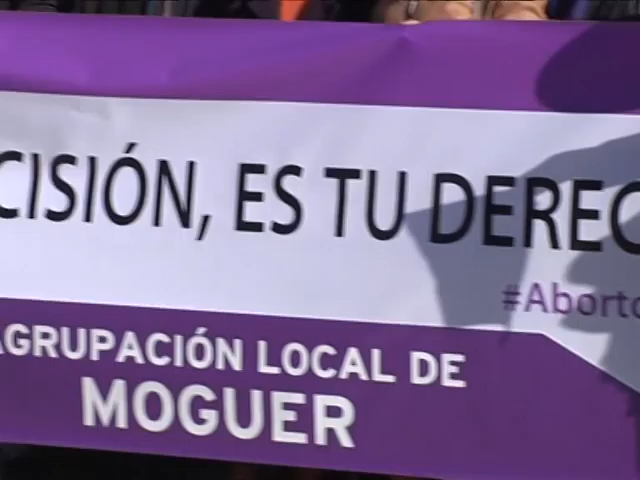 CISIÓN, ES TU DEREC
#Aborto
AGRUPACIÓN LOCAL DE
MOGUER